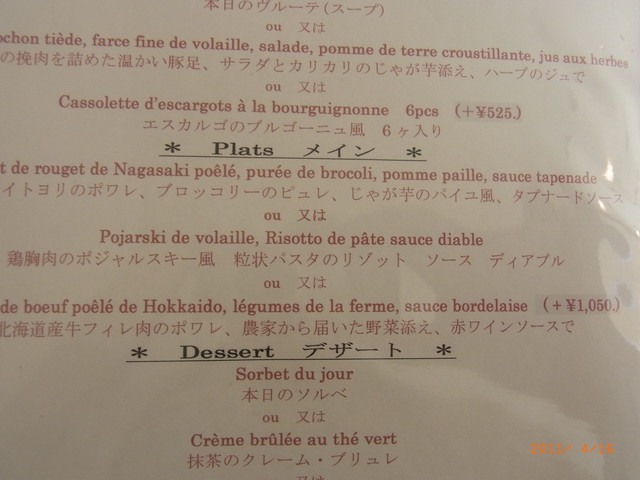 本日のヴルーテ(スープ)
ou 又は
ochon tiède, farce fine de volaille, salade, pomme de terre croustillante, jus aux herbes
の挽肉を詰めた温かい豚足、サラダとカリカリのじゃが芋添え、ハーブのジュで
ou 又は
Cassolette d'escargots à la bourguignonne 6pcs (+¥525.)
エスカルゴのブルゴーニュ風 6ヶ入り
* Plats メイン *
t de rouget de Nagasaki poêlé, purée de brocoli, pomme paille, sauce tapenade
イトヨリのポワレ、ブロッコリーのピュレ、じゃが芋のパイユ風、タプナードソース
ou 又は
Pojarski de volaille, Risotto de pâte sauce diable
鶏胸肉のポジャルスキー風 粒状パスタのリゾット ソース ディアブル
ou 又は
de boeuf poêlé de Hokkaido, légumes de la ferme, sauce bordelaise (+¥1,050.)
北海道産牛フィレ肉のポワレ、農家から届いた野菜添え、赤ワインソースで
* Dessert デザート *
Sorbet du jour
本日のソルベ
ou 又は
Crème brûlée au thé vert
抹茶のクレーム・ブリュレ